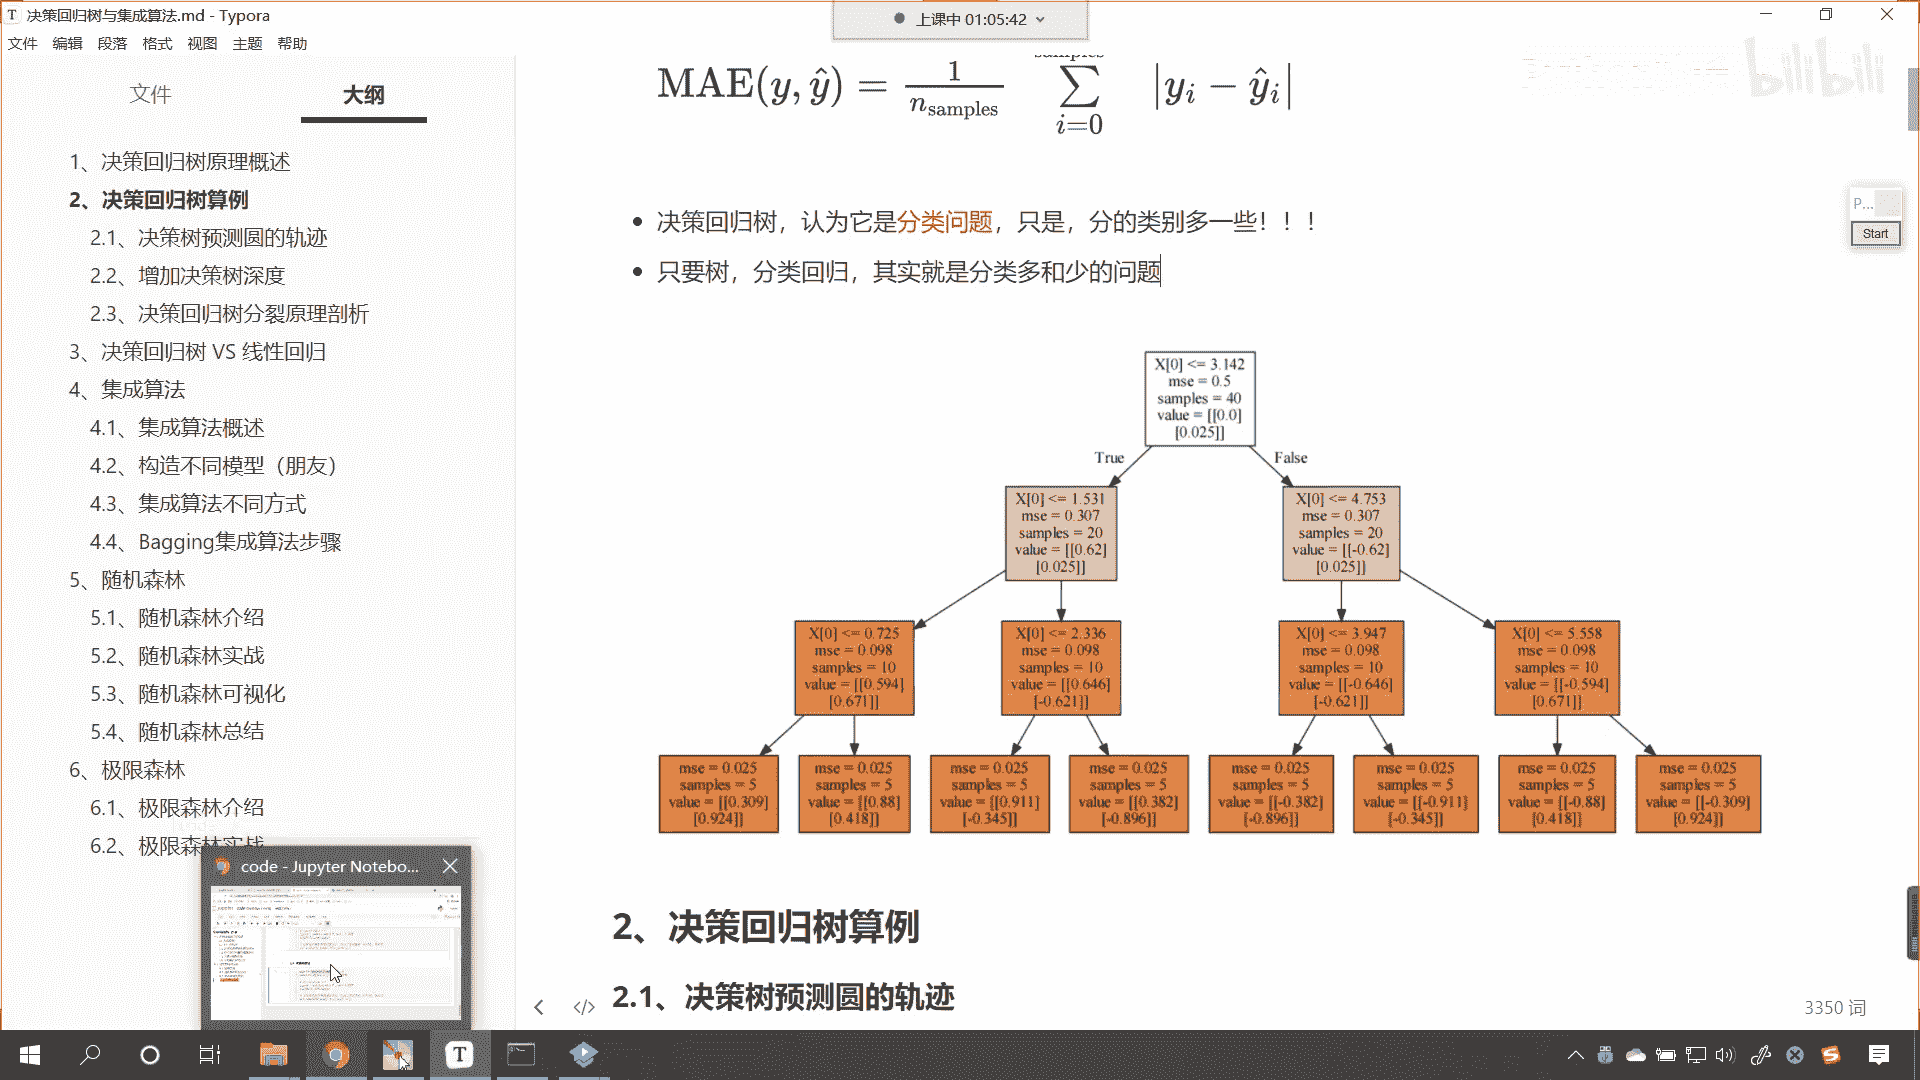 决策回归树与集成算法.md - Typora
上课中 01:05:42
文件 编辑 段落 格式 视图 主题 帮助
文件 大纲
1、决策回归树原理概述
2、决策回归树算例
2.1、决策树预测圆的轨迹
2.2、增加决策树深度
2.3、决策回归树分裂原理剖析
3、决策回归树 VS 线性回归
4、集成算法
4.1、集成算法概述
4.2、构造不同模型（朋友）
4.3、集成算法不同方式
4.4、Bagging集成算法步骤
5、随机森林
5.1、随机森林介绍
5.2、随机森林实战
5.3、随机森林可视化
5.4、随机森林总结
6、极限森林
6.1、极限森林介绍
6.2、极限森林实战
code - Jupyter Notebo...
bilibili
MAE(y, ŷ) = 1/n_samples ∑_{i=0}^{samples} |y_i − ŷ_i|
P...
Start
决策回归树，认为它是分类问题，只是，分的类别多一些！！！
只要树，分类回归，其实就是分类多和少的问题
X[0] <= 3.142
mse = 0.5
samples = 40
value = [[0.0]
[0.025]]
True
False
X[0] <= 1.531
mse = 0.307
samples = 20
value = [[0.62]
[0.025]]
X[0] <= 4.753
mse = 0.307
samples = 20
value = [[-0.62]
[0.025]]
X[0] <= 0.725
mse = 0.098
samples = 10
value = [[0.594]
[0.671]]
X[0] <= 2.336
mse = 0.098
samples = 10
value = [[0.646]
[-0.621]]
X[0] <= 3.947
mse = 0.098
samples = 10
value = [[-0.646]
[-0.621]]
X[0] <= 5.558
mse = 0.098
samples = 10
value = [[-0.594]
[0.671]]
mse = 0.025
samples = 5
value = [[0.309]
[0.924]]
mse = 0.025
samples = 5
value = [[0.88]
[0.418]]
mse = 0.025
samples = 5
value = [[0.911]
[-0.345]]
mse = 0.025
samples = 5
value = [[0.382]
[-0.896]]
mse = 0.025
samples = 5
value = [[-0.382]
[-0.896]]
mse = 0.025
samples = 5
value = [[-0.911]
[-0.345]]
mse = 0.025
samples = 5
value = [[-0.88]
[0.418]]
mse = 0.025
samples = 5
value = [[-0.309]
[0.924]]
2、决策回归树算例
2.1、决策树预测圆的轨迹
3350 词